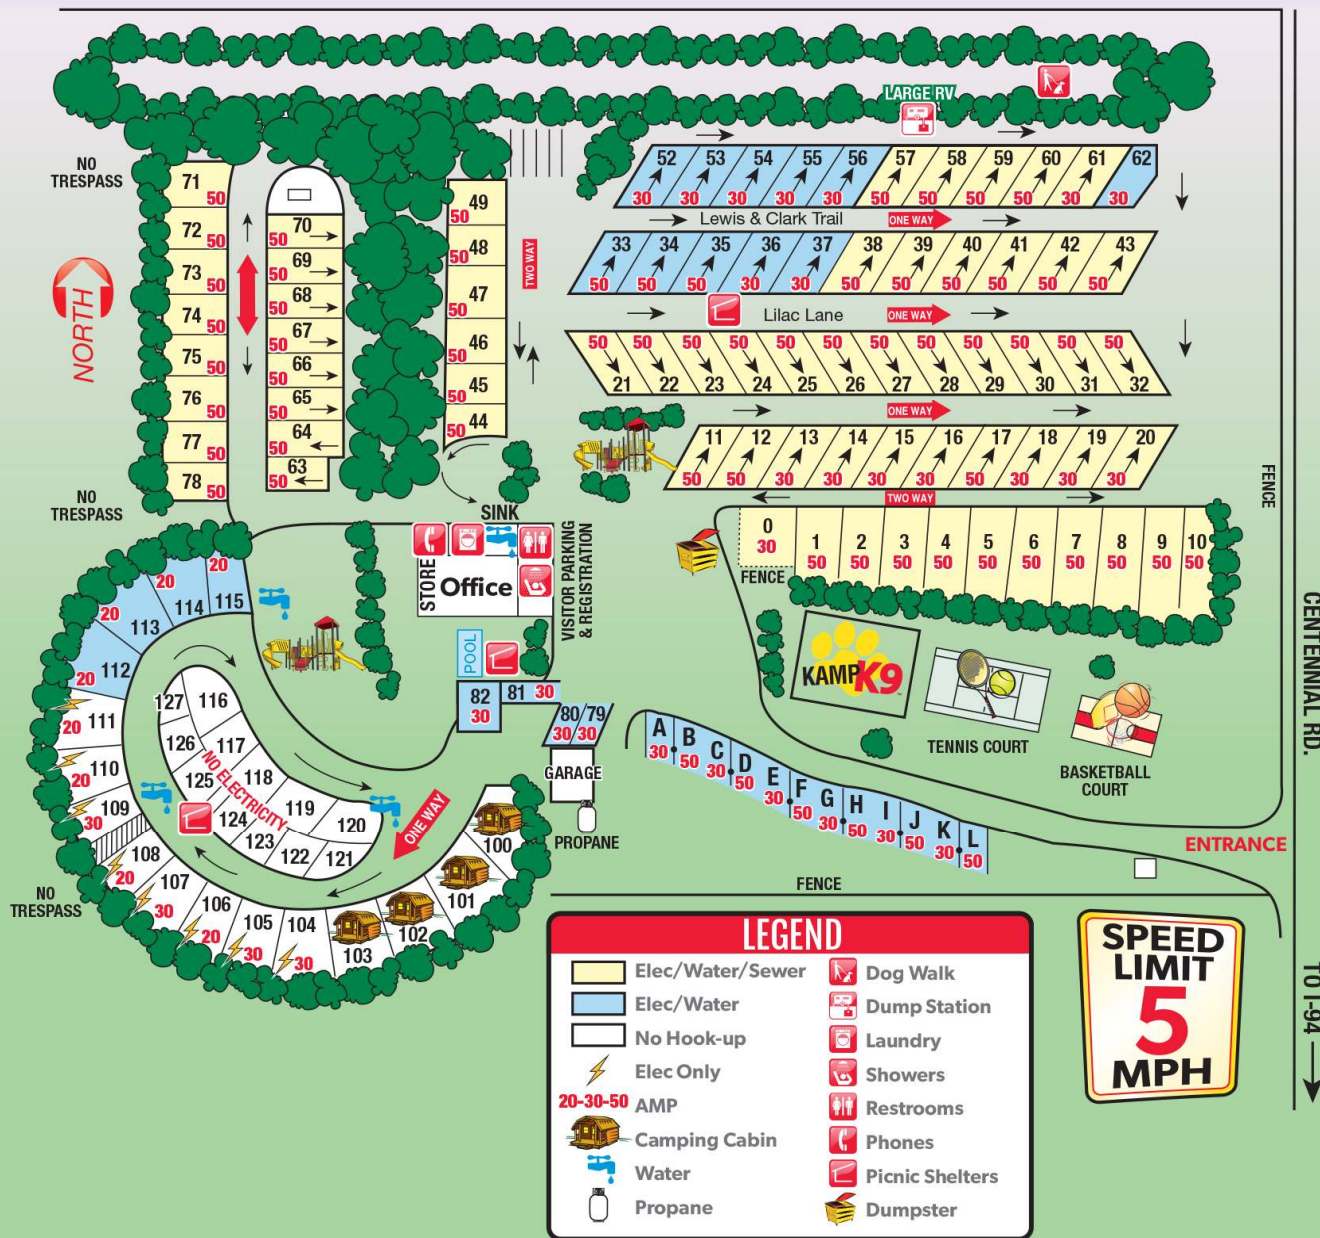 LARGE RV
NO
TRESPASS
52 53 54 55 56 57 58 59 60 61 62
30 30 30 30 30 50 50 50 50 30 30
Lewis & Clark Trail ONE WAY
33 34 35 36 37 38 39 40 41 42 43
50 50 50 30 30 50 50 50 50 50 50
Lilac Lane ONE WAY
50 50 50 50 50 50 50 50 50 50 50 50
21 22 23 24 25 26 27 28 29 30 31 32
ONE WAY
11 12 13 14 15 16 17 18 19 20
50 50 30 30 30 50 30 50 30 30
TWO WAY
71 50
72 50
73 50
74 50
75 50
76 50
77 50
78 50
70 50
69 50
68 50
67 50
66 50
65 50
64 50
63 50
49 50
48 50
47 50
46 50
45 50
44 50
TWO WAY
NORTH
NO
TRESPASS
SINK
STORE
Office
VISITOR PARKING
& REGISTRATION
POOL
0 1 2 3 4 5 6 7 8 9 10
30 50 50 50 50 50 50 50 50 50 50
FENCE
FENCE
CENTENNIAL RD.
KAMP K9
TM
TENNIS COURT
BASKETBALL
COURT
82 30
81 30
80 79
30 30
GARAGE
PROPANE
A B C D E F G H I J K L
30 50 30 50 30 50 30 50 30 50 30 50
ENTRANCE
FENCE
115 20
114 20
113 20
112 20
111 20
110 20
109 30
108 20
107 30
106 20
105 30
104 30
103
102
101
100
127 116
126 117
125 118
124 119
123 120
122 121
NO ELECTRICITY
ONE WAY
NO
TRESPASS
LEGEND
Elec/Water/Sewer
Elec/Water
No Hook-up
Elec Only
20-30-50 AMP
Camping Cabin
Water
Propane
Dog Walk
Dump Station
Laundry
Showers
Restrooms
Phones
Picnic Shelters
Dumpster
SPEED
LIMIT
5
MPH
TO I-94